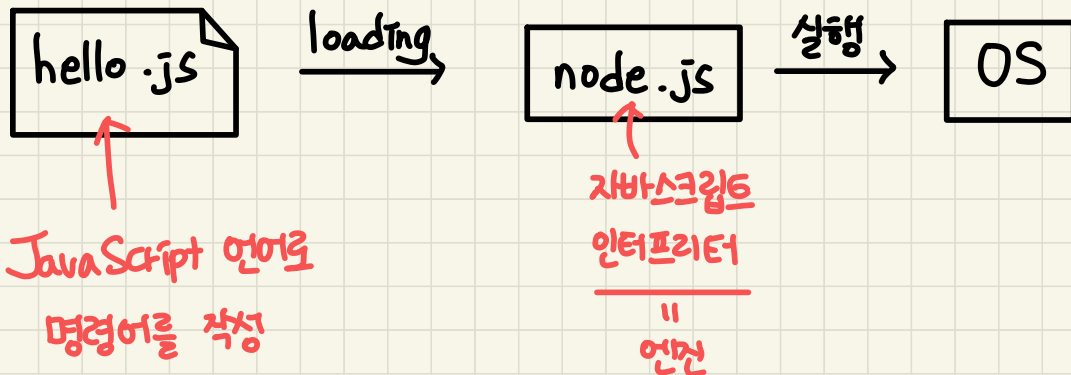 hello.js
loading
node.js
실행
OS
JavaScript 언어로
명령어를 작성
자바스크립트
인터프리터
=
엔진